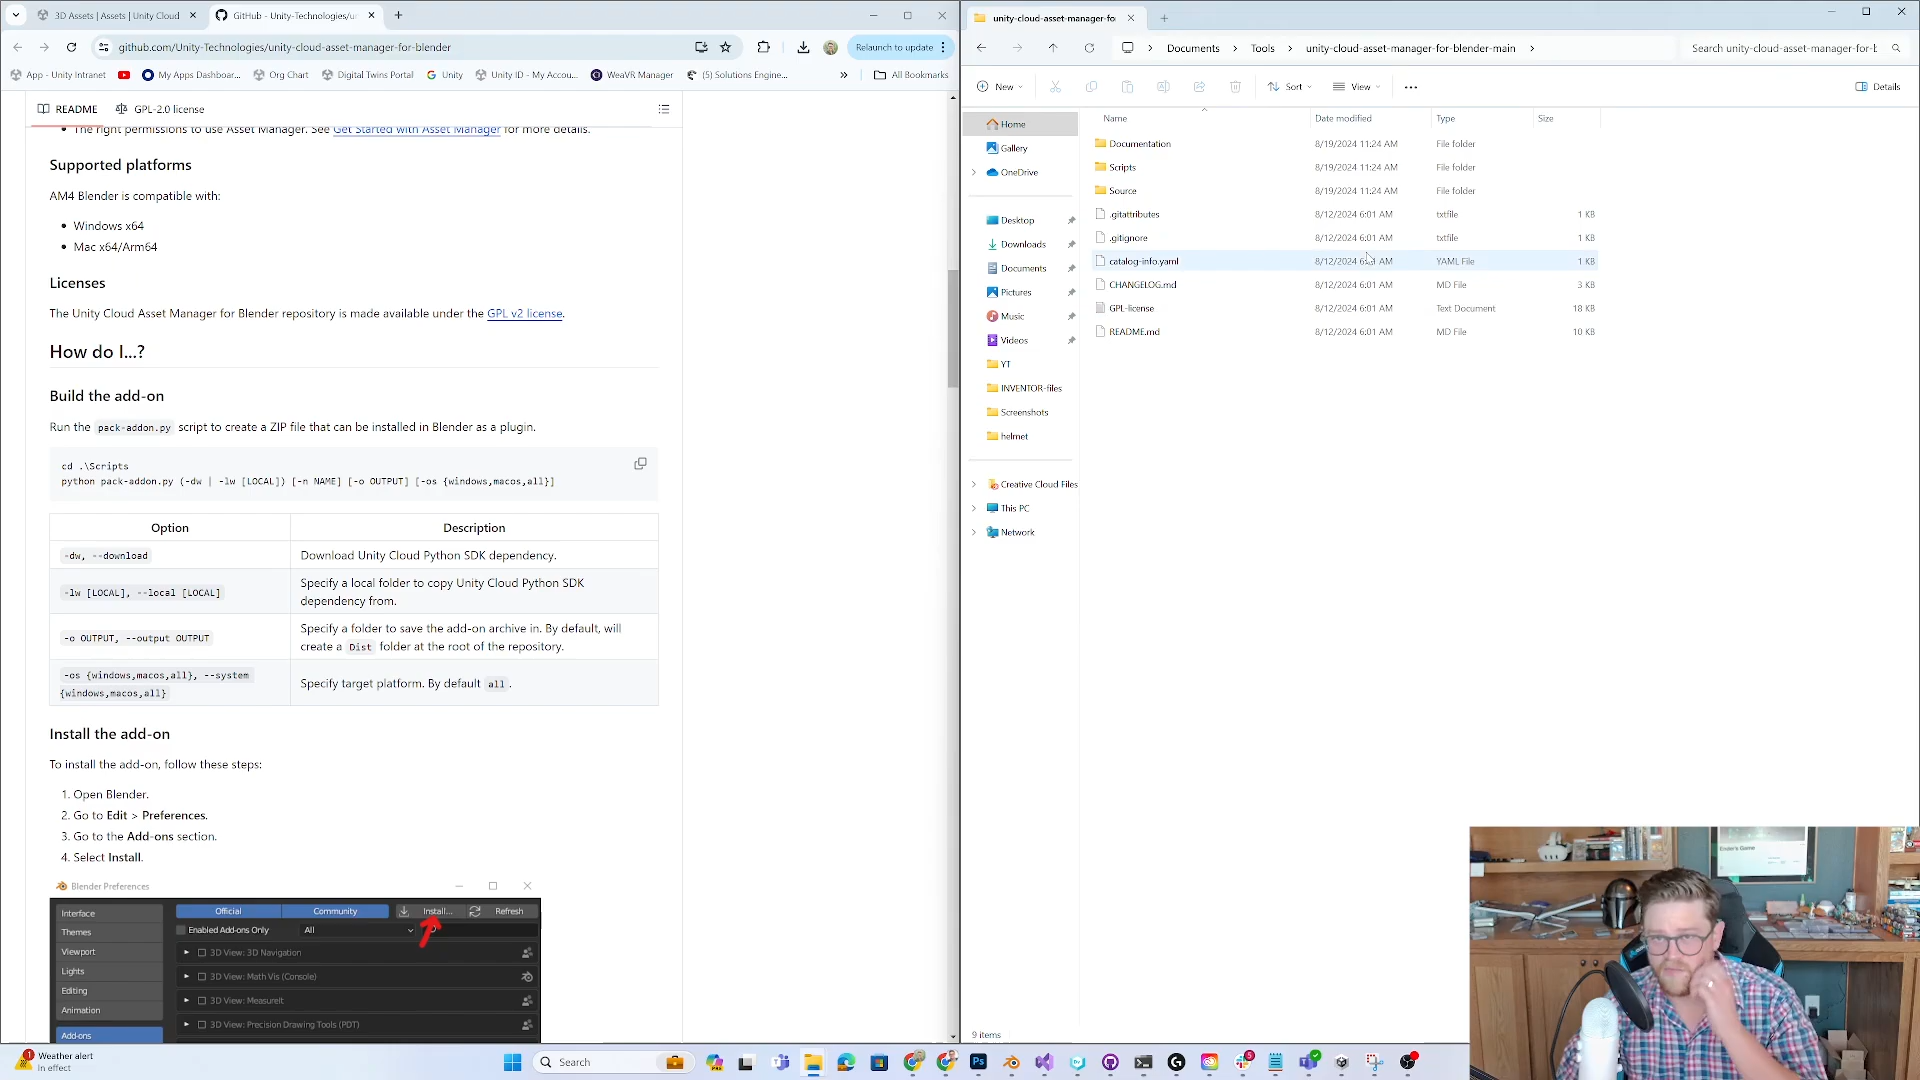 3D Assets | Assets | Unity Cloud
GitHub - Unity-Technologies/u
github.com/Unity-Technologies/unity-cloud-asset-manager-for-blender
Relaunch to update
App - Unity Intranet
My Apps Dashboar...
Org Chart
Digital Twins Portal
Unity
Unity ID - My Accou...
WeaVR Manager
(5) Solutions Engine...
All Bookmarks
README
GPL-2.0 license
The right permissions to use Asset Manager. See Get Started with Asset Manager for more details.
Supported platforms
AM4 Blender is compatible with:
Windows x64
Mac x64/Arm64
Licenses
The Unity Cloud Asset Manager for Blender repository is made available under the GPL v2 license.
How do I...?
Build the add-on
Run the pack-addon.py script to create a ZIP file that can be installed in Blender as a plugin.
cd .\Scripts
python pack-addon.py (-dw | -lw [LOCAL]) [-n NAME] [-o OUTPUT] [-os {windows,macos,all}]
Option Description
-dw, --download Download Unity Cloud Python SDK dependency.
-lw [LOCAL], --local [LOCAL] Specify a local folder to copy Unity Cloud Python SDK
dependency from.
-o OUTPUT, --output OUTPUT Specify a folder to save the add-on archive in. By default, will
create a Dist folder at the root of the repository.
-os {windows,macos,all}, --system
{windows,macos,all}
Specify target platform. By default all.
Install the add-on
To install the add-on, follow these steps:
1. Open Blender.
2. Go to Edit > Preferences.
3. Go to the Add-ons section.
4. Select Install.
Blender Preferences
Interface
Themes
Viewport
Lights
Editing
Animation
Add-ons
Official Community Install... Refresh
Enabled Add-ons Only All
3D View: 3D Navigation
3D View: Math Vis (Console)
3D View: MeasureIt
3D View: Precision Drawing Tools (PDT)
unity-cloud-asset-manager-fo
Documents > Tools > unity-cloud-asset-manager-for-blender-main >
Search unity-cloud-asset-manager-for-b
New
Sort
View
Details
Home
Gallery
OneDrive
Desktop
Downloads
Documents
Pictures
Music
Videos
YT
INVENTOR-files
Screenshots
helmet
Creative Cloud Files
This PC
Network
Name Date modified Type Size
Documentation 8/19/2024 11:24 AM File folder
Scripts 8/19/2024 11:24 AM File folder
Source 8/19/2024 11:24 AM File folder
.gitattributes 8/12/2024 6:01 AM txtfile 1 KB
.gitignore 8/12/2024 6:01 AM txtfile 1 KB
catalog-info.yaml 8/12/2024 6:01 AM YAML File 1 KB
CHANGELOG.md 8/12/2024 6:01 AM MD File 3 KB
GPL-license 8/12/2024 6:01 AM Text Document 18 KB
README.md 8/12/2024 6:01 AM MD File 10 KB
9 items
Ender's Game
1
Weather alert
In effect
Search
Ps
5